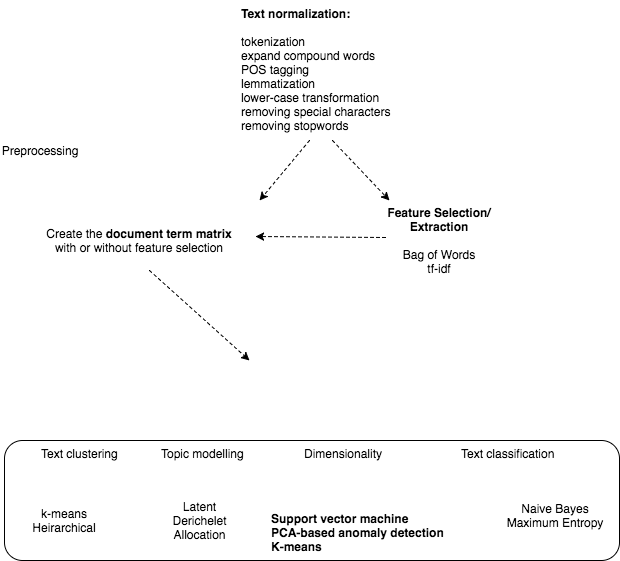 Text normalization:
tokenization
expand compound words
POS tagging
lemmatization
lower-case transformation
removing special characters
removing stopwords
Preprocessing
Feature Selection/
Extraction
Bag of Words
tf-idf
Create the document term matrix
with or without feature selection
Text clustering
Topic modelling
Dimensionality
Text classification
k-means
Heirarchical
Latent
Derichelet
Allocation
Support vector machine
PCA-based anomaly detection
K-means
Naive Bayes
Maximum Entropy